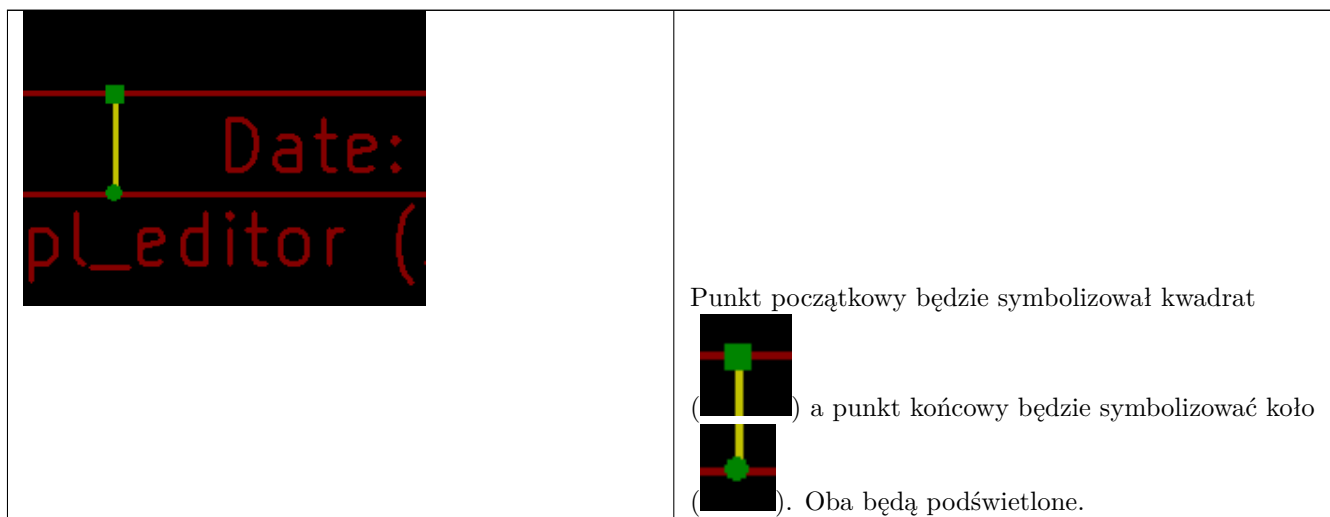 Date:
pl_editor (
Punkt początkowy będzie symbolizował kwadrat
() a punkt końcowy będzie symbolizować koło
(). Oba będą podświetlone.